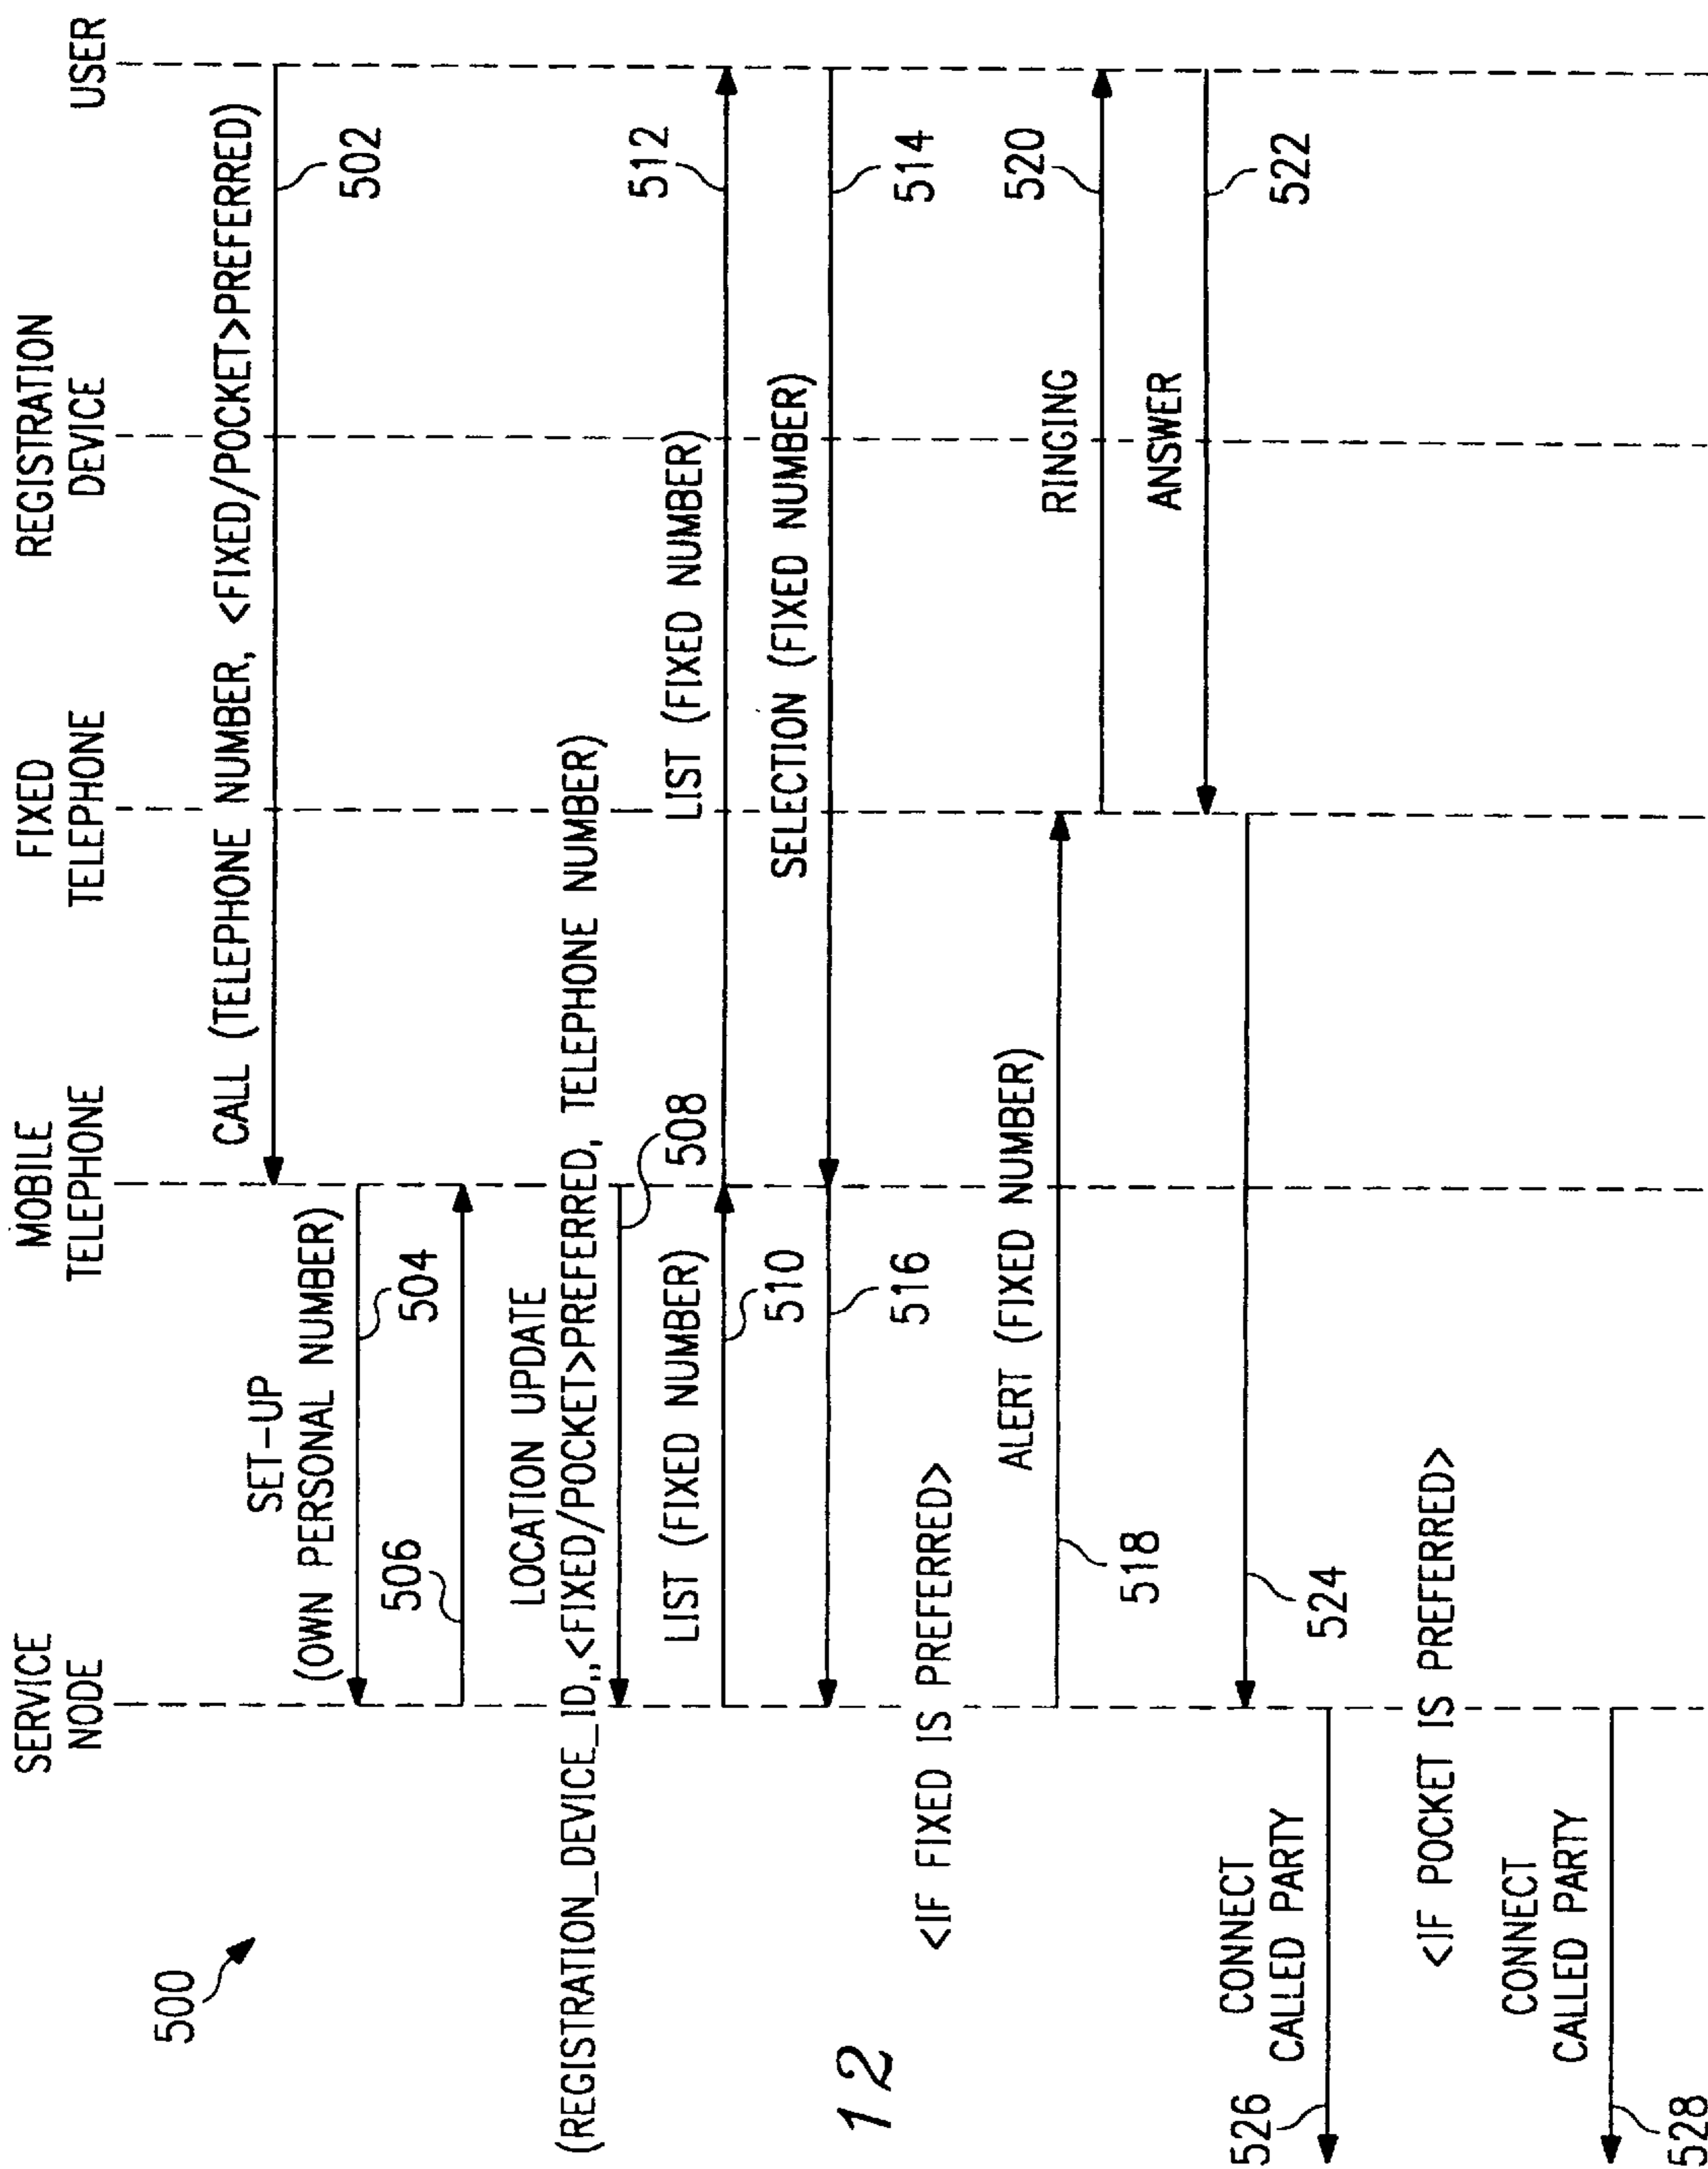 500
SERVICE
NODE
MOBILE
TELEPHONE
FIXED
TELEPHONE
REGISTRATION
DEVICE
USER
CALL (TELEPHONE NUMBER, <FIXED/POCKET>PREFERRED)
502
SET-UP
(OWN PERSONAL NUMBER)
504
506
LOCATION UPDATE
(REGISTRATION_DEVICE_ID,,<FIXED/POCKET>PREFERRED, TELEPHONE NUMBER)
508
LIST (FIXED NUMBER)
510
LIST (FIXED NUMBER)
512
SELECTION (FIXED NUMBER)
514
516
<IF FIXED IS PREFERRED>
ALERT (FIXED NUMBER)
518
RINGING
520
ANSWER
522
524
CONNECT
CALLED PARTY
526
<IF POCKET IS PREFERRED>
CONNECT
CALLED PARTY
528
12